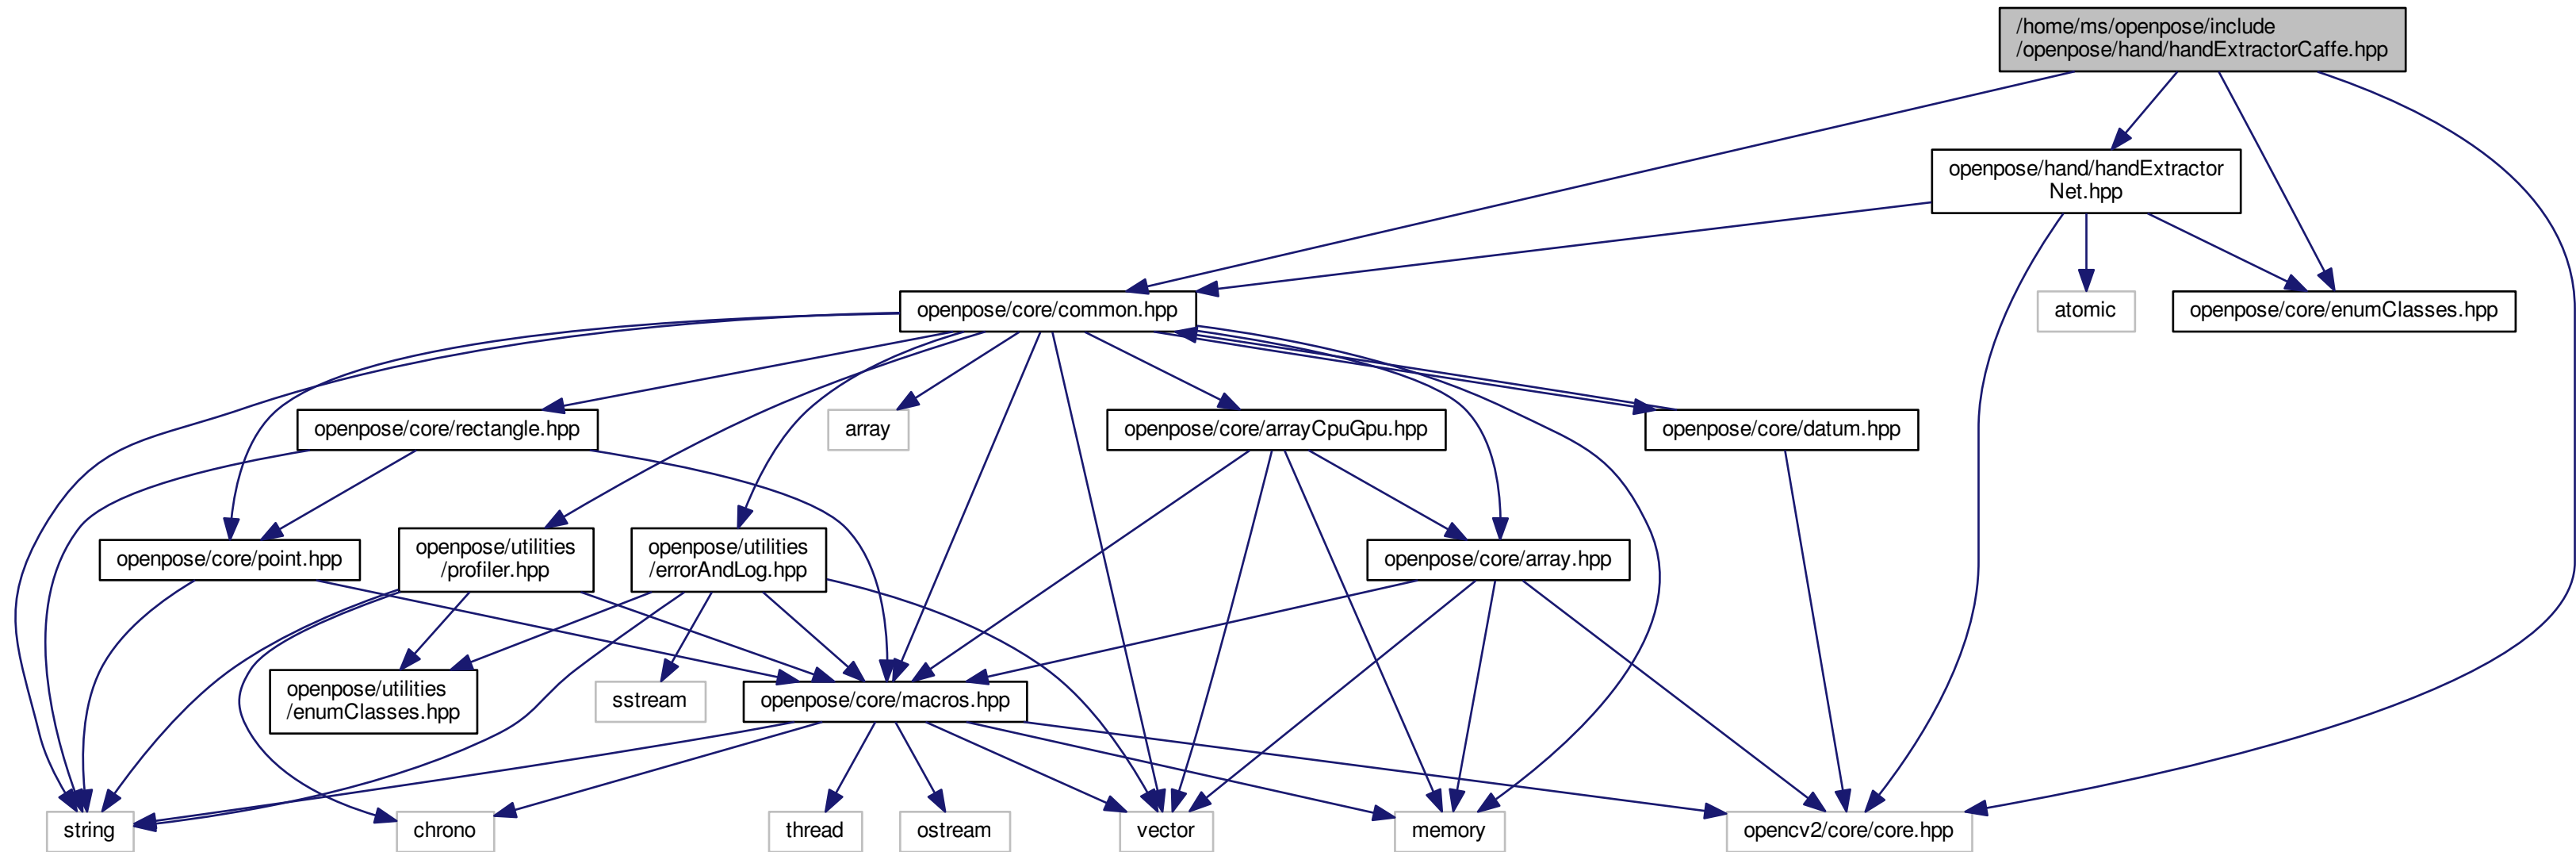 /home/ms/openpose/include
/openpose/hand/handExtractorCaffe.hpp
openpose/hand/handExtractor
Net.hpp
openpose/core/common.hpp
atomic
openpose/core/enumClasses.hpp
openpose/core/rectangle.hpp
array
openpose/core/arrayCpuGpu.hpp
openpose/core/datum.hpp
openpose/core/point.hpp
openpose/utilities
/profiler.hpp
openpose/utilities
/errorAndLog.hpp
openpose/core/array.hpp
openpose/utilities
/enumClasses.hpp
sstream
openpose/core/macros.hpp
string
chrono
thread
ostream
vector
memory
opencv2/core/core.hpp